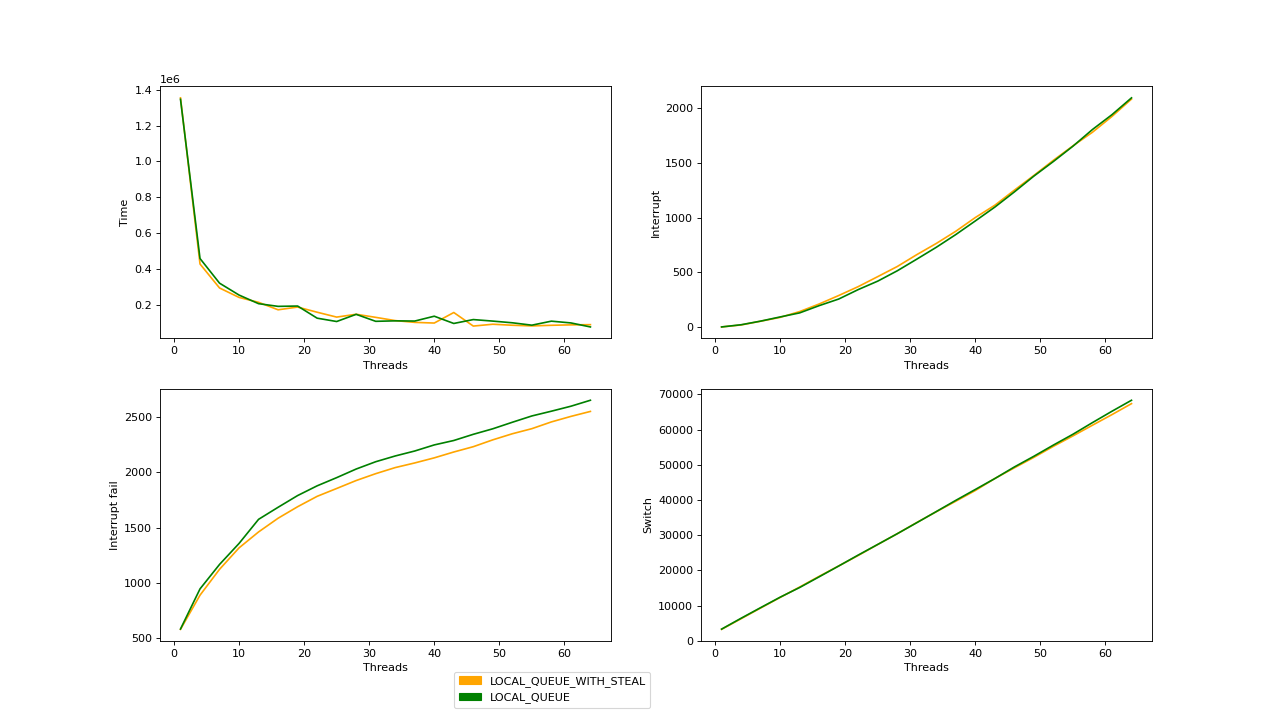 1e6
1.4
1.2
1.0
0.8
0.6
0.4
0.2
Time
0 10 20 30 40 50 60
Threads
2000
1500
1000
500
0
Interrupt
0 10 20 30 40 50 60
Threads
2500
2000
1500
1000
500
Interrupt fail
0 10 20 30 40 50 60
Threads
70000
60000
50000
40000
30000
20000
10000
0
Switch
0 10 20 30 40 50 60
Threads
LOCAL_QUEUE_WITH_STEAL
LOCAL_QUEUE